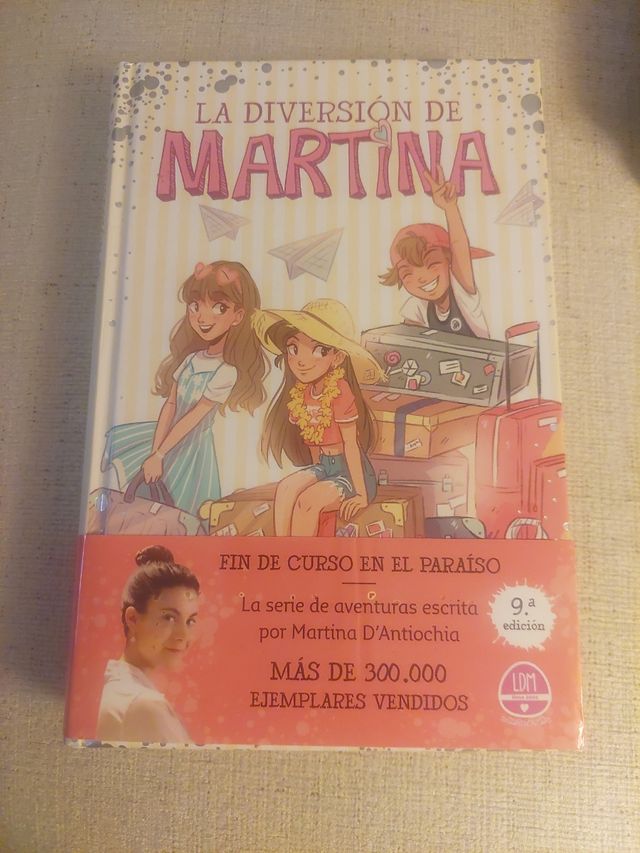 LA DIVERSIÓN DE
MARTINA
FIN DE CURSO EN EL PARAÍSO
La serie de aventuras escrita
por Martina D'Antiochia
9.ª
edición
MÁS DE 300.000
EJEMPLARES VENDIDOS
LDM